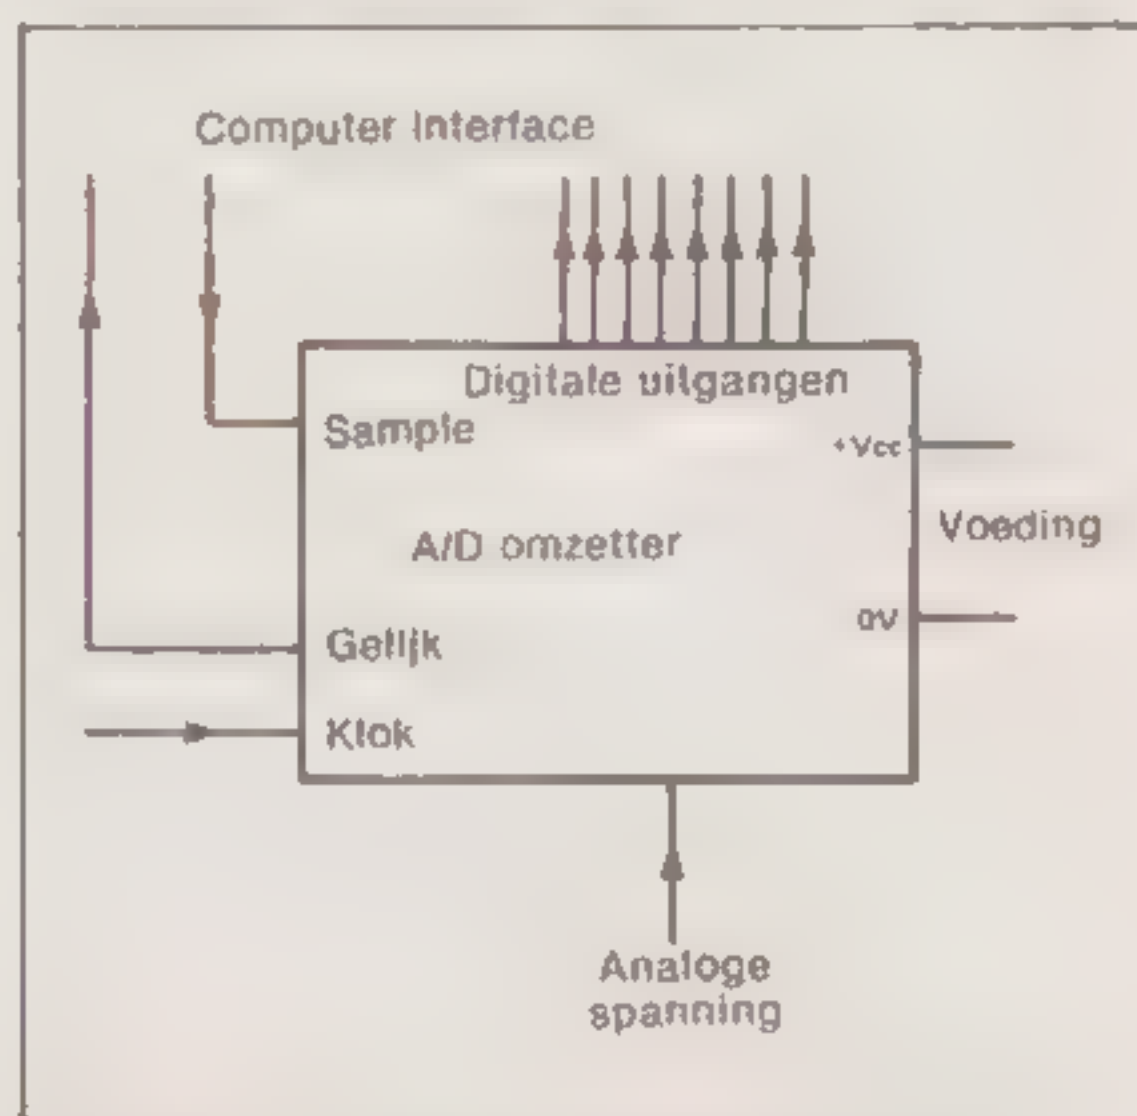 Computer Interface
Digitale uitgangen
Sample
+Vcc
Voeding
A/D omzetter
0V
Gelijk
Klok
Analoge
spanning